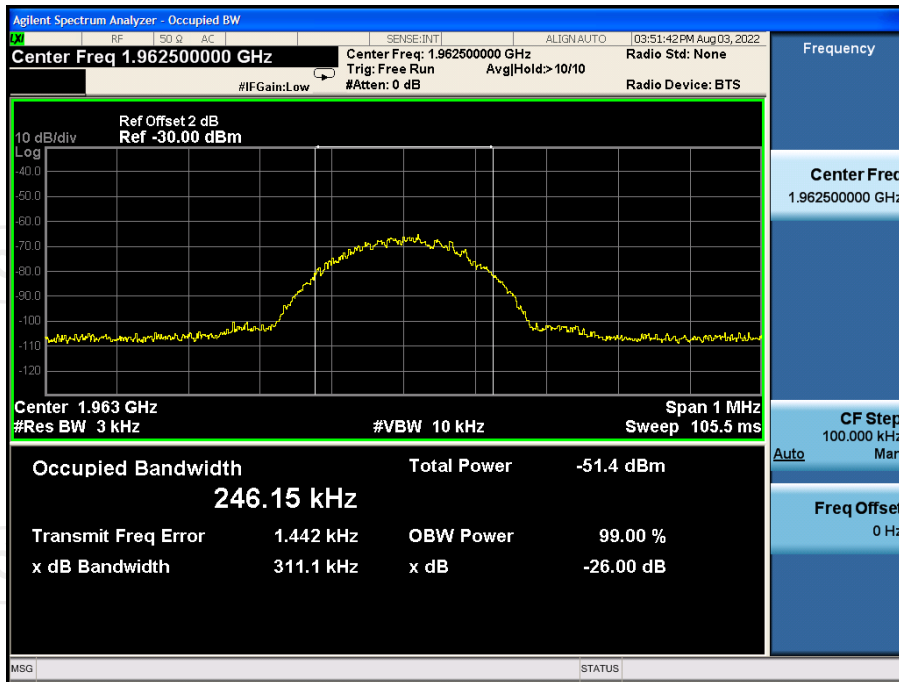 Agilent Spectrum Analyzer - Occupied BW
LXI RF 50 Ω AC SENSE:INT ALIGN AUTO 03:51:42 PM Aug 03, 2022
Center Freq 1.962500000 GHz
Center Freq: 1.962500000 GHz Radio Std: None
Trig: Free Run Avg|Hold:> 10/10
#IFGain:Low #Atten: 0 dB Radio Device: BTS
Ref Offset 2 dB
10 dB/div Ref -30.00 dBm
Log
-40.0
-50.0
-60.0
-70.0
-80.0
-90.0
-100
-110
-120
Center 1.963 GHz Span 1 MHz
#Res BW 3 kHz #VBW 10 kHz Sweep 105.5 ms
Occupied Bandwidth Total Power -51.4 dBm
246.15 kHz
Transmit Freq Error 1.442 kHz OBW Power 99.00 %
x dB Bandwidth 311.1 kHz x dB -26.00 dB
MSG STATUS
Frequency
Center Freq
1.962500000 GHz
CF Step
100.000 kHz
Auto Man
Freq Offset
0 Hz